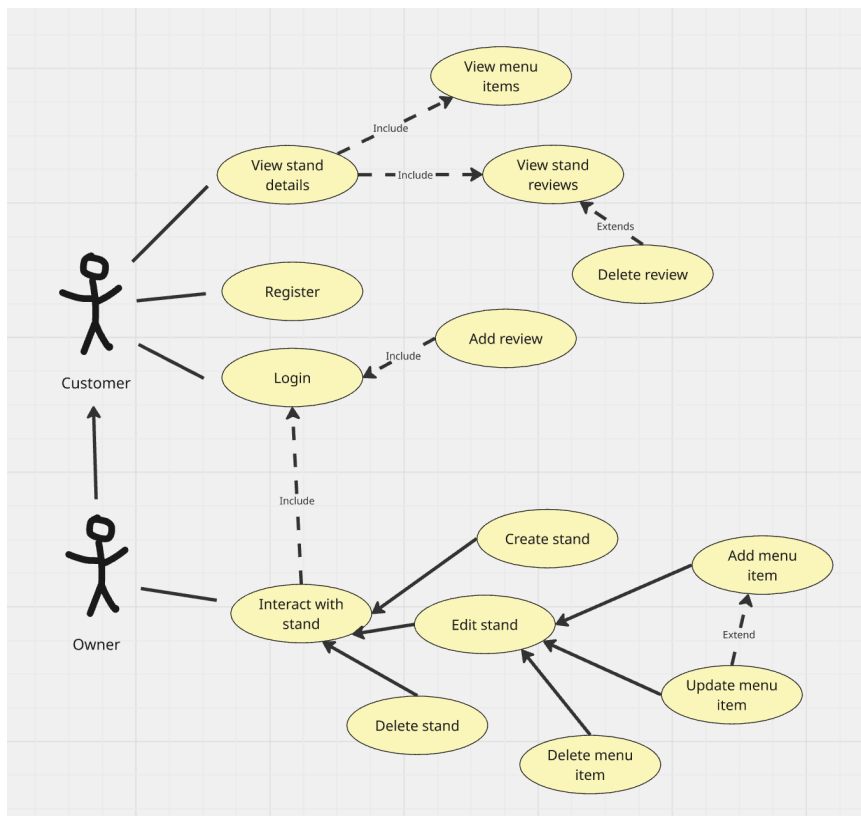 View menu
items
Include
View stand
details
Include
View stand
reviews
Extends
Delete review
Register
Add review
Include
Login
Customer
Include
Create stand
Add menu
item
Interact with
stand
Edit stand
Extend
Owner
Update menu
item
Delete stand
Delete menu
item